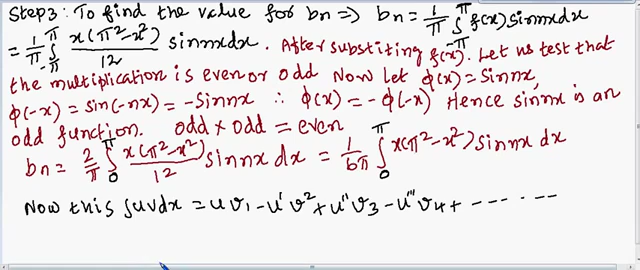 Step3: To find the value for bn => bn = 1/π ∫_{-π}^{π} f(x) sinnx dx
= 1/π ∫_{-π}^{π} x(π²-x²)/12 sinnx dx. After substiting f(x). Let us test that
the multiplication is even or odd Now let φ(x) = sinnx,
φ(-x) = sin(-nx) = -sinnx ∴ φ(x) = -φ(-x) Hence sinnx is an
odd function. odd × odd = even
bn = 2/π ∫_0^π x(π²-x²)/12 sinnx dx = 1/6π ∫_0^π x(π²-x²) sinnx dx
Now this ∫uvdx = uv₁ - u'v² + u''v₃ - u'''v₄ + --- --- ---